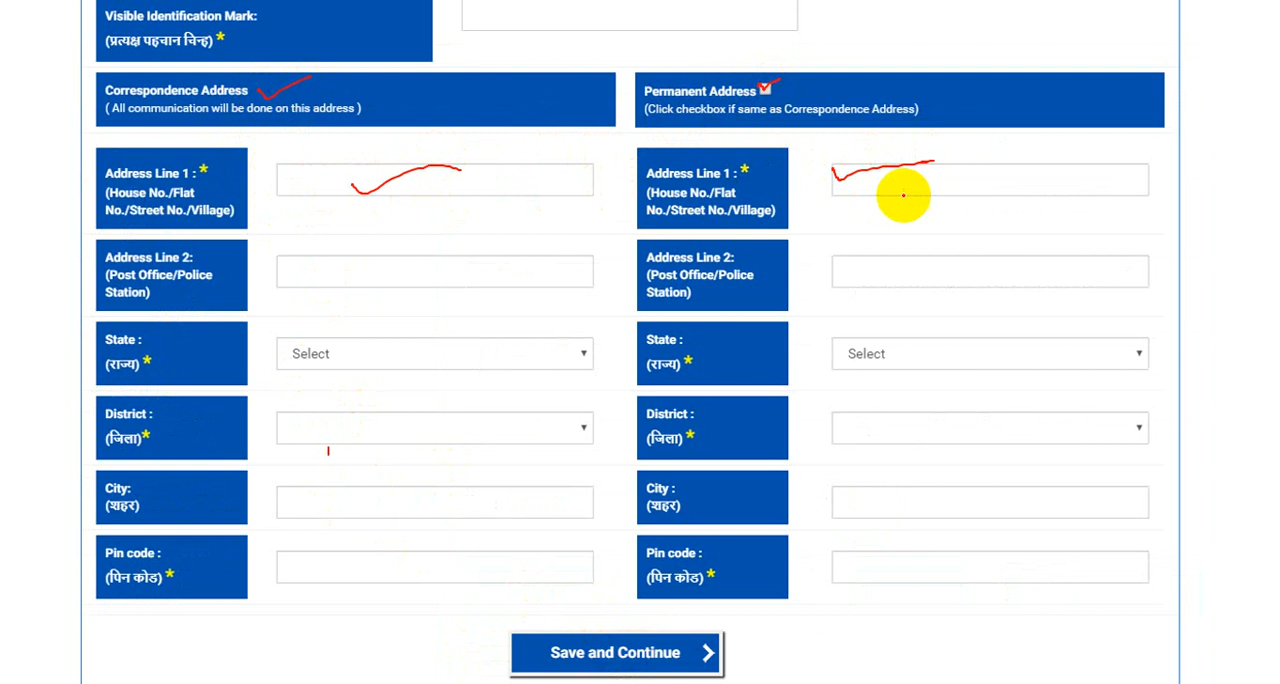 Visible Identification Mark:
(प्रत्यक्ष पहचान चिन्ह) *
Correspondence Address
( All communication will be done on this address )
Permanent Address
(Click checkbox if same as Correspondence Address)
Address Line 1 : *
(House No./Flat
No./Street No./Village)
Address Line 1 : *
(House No./Flat
No./Street No./Village)
Address Line 2:
(Post Office/Police
Station)
Address Line 2:
(Post Office/Police
Station)
State :
(राज्य) *
Select
State :
(राज्य) *
Select
District :
(जिला)*
District :
(जिला) *
City:
(शहर)
City :
(शहर)
Pin code :
(पिन कोड) *
Pin code :
(पिन कोड) *
Save and Continue